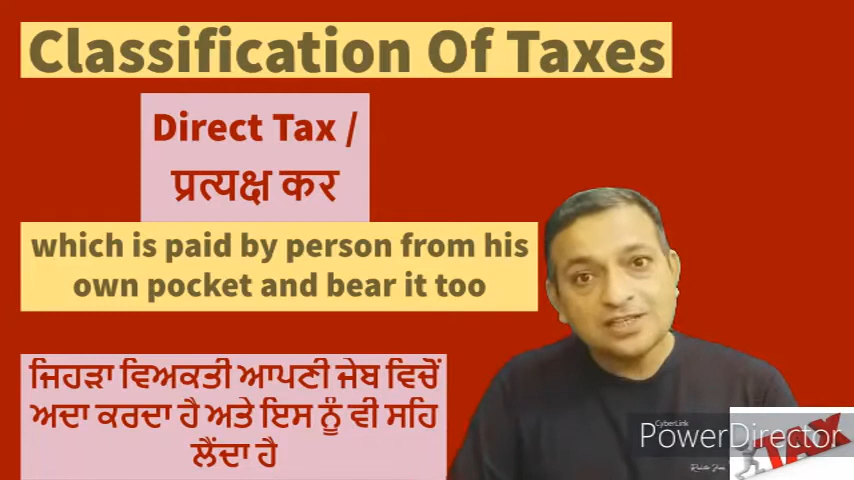 Classification Of Taxes
Direct Tax /
प्रत्यक्ष कर
which is paid by person from his
own pocket and bear it too
ਜਿਹੜਾ ਵਿਅਕਤੀ ਆਪਣੀ ਜੇਬ ਵਿਚੋਂ
ਅਦਾ ਕਰਦਾ ਹੈ ਅਤੇ ਇਸ ਨੂੰ ਵੀ ਸਹਿ
ਲੈਂਦਾ ਹੈ
CyberLink
PowerDirector
TAX